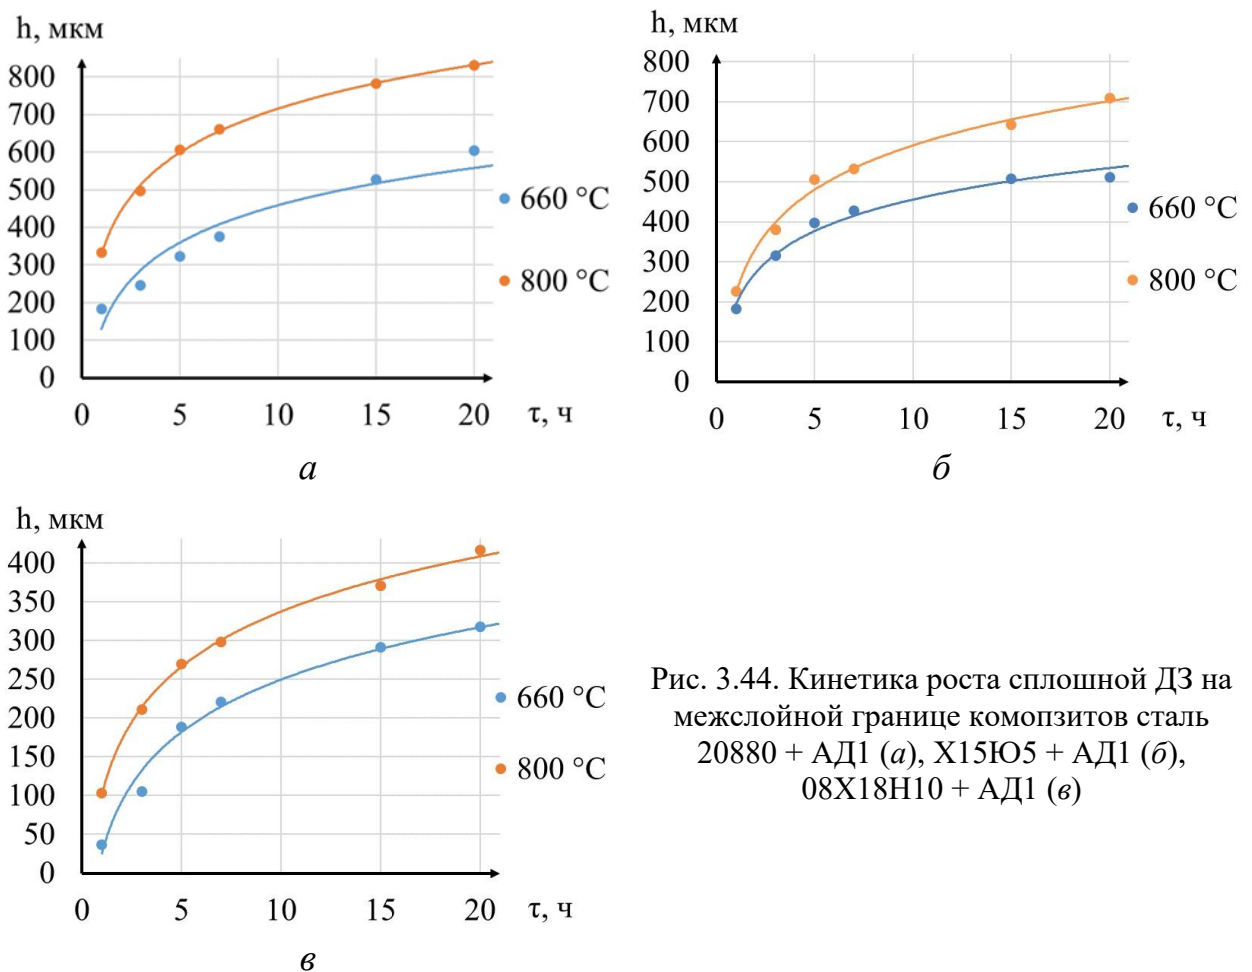 h, мкм
800
700
600
500
400
300
200
100
0
0 5 10 15 20 τ, ч
660 °C
800 °C
а
h, мкм
800
700
600
500
400
300
200
100
0
0 5 10 15 20 τ, ч
660 °C
800 °C
б
h, мкм
400
350
300
250
200
150
100
50
0
0 5 10 15 20 τ, ч
660 °C
800 °C
в
Рис. 3.44. Кинетика роста сплошной ДЗ на
межслойной границе комопзитов сталь
20880 + АД1 (а), Х15Ю5 + АД1 (б),
08Х18Н10 + АД1 (в)